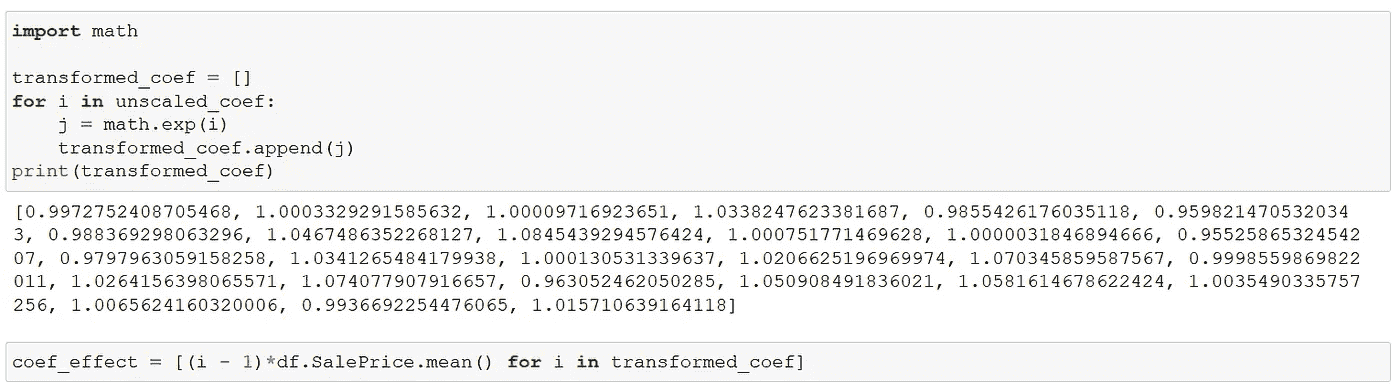 import math
transformed_coef = []
for i in unscaled_coef:
    j = math.exp(i)
    transformed_coef.append(j)
print(transformed_coef)
[0.9972752408705468, 1.0003329291585632, 1.00009716923651, 1.0338247623381687, 0.9855426176035118, 0.959821470532034
3, 0.988369298063296, 1.0467486352268127, 1.0845439294576424, 1.000751771469628, 1.0000031846894666, 0.95525865324542
07, 0.9797963059158258, 1.0341265484179938, 1.000130531339637, 1.0206625196969974, 1.070345859587567, 0.9998559869822
011, 1.0264156398065571, 1.074077907916657, 0.963052462050285, 1.050908491836021, 1.0581614678622424, 1.0035490335757
256, 1.0065624160320006, 0.9936692254476065, 1.015710639164118]
coef_effect = [(i - 1)*df.SalePrice.mean() for i in transformed_coef]